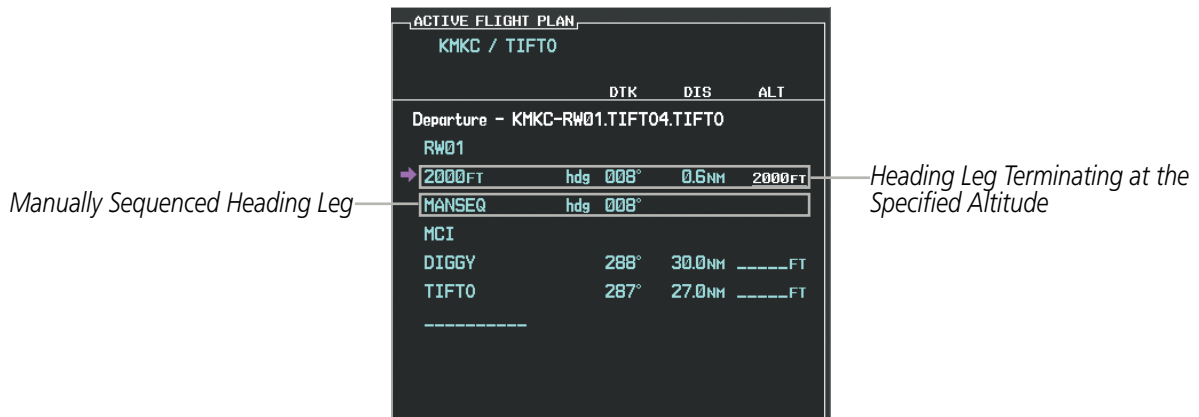 ACTIVE FLIGHT PLAN
KMKC / TIFTO
DTK DIS ALT
Departure - KMKC-RW01.TIFTO4.TIFTO
RW01
2000FT hdg 008° 0.6NM 2000FT
MANSEQ hdg 008°
MCI
DIGGY 288° 30.0NM _____FT
TIFTO 287° 27.0NM _____FT
__________
Manually Sequenced Heading Leg
Heading Leg Terminating at the
Specified Altitude